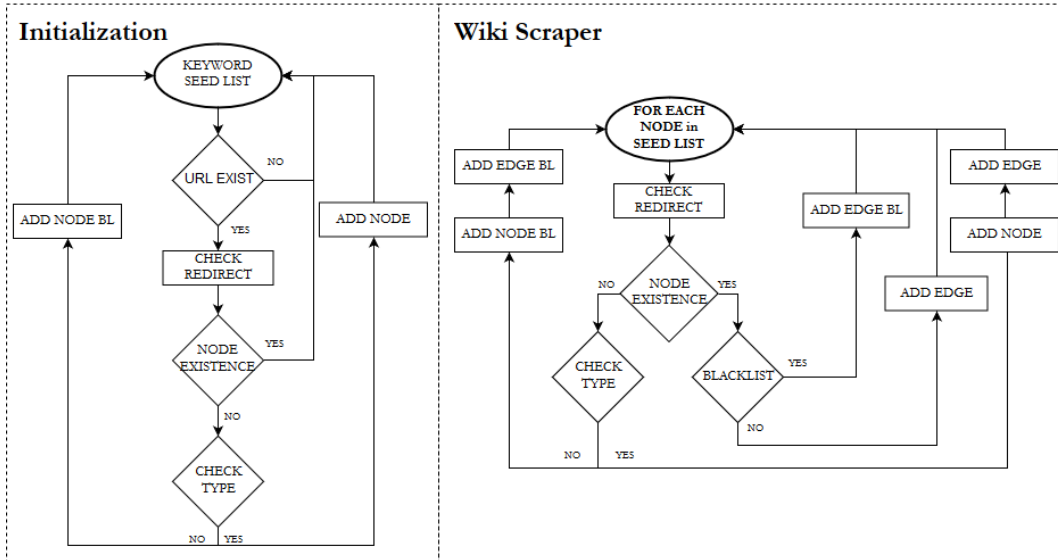 Initialization
KEYWORD
SEED LIST
URL EXIST
NO
YES
ADD NODE BL
ADD NODE
CHECK
REDIRECT
NODE
EXISTENCE
YES
NO
CHECK
TYPE
NO
YES
Wiki Scraper
FOR EACH
NODE in
SEED LIST
ADD EDGE BL
ADD EDGE
CHECK
REDIRECT
ADD EDGE BL
ADD NODE BL
ADD NODE
NO
NODE
EXISTENCE
YES
ADD EDGE
CHECK
TYPE
BLACKLIST
YES
NO
NO
YES